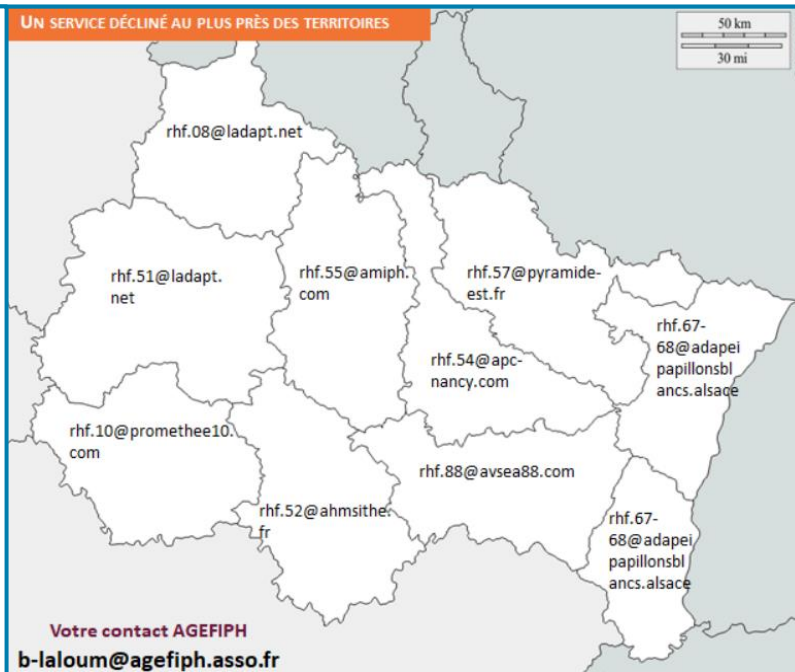 UN SERVICE DÉCLINÉ AU PLUS PRÈS DES TERRITOIRES
50 km
30 mi
rhf.08@ladapt.net
rhf.51@ladapt.
net
rhf.55@amiph.
com
rhf.57@pyramide-
est.fr
rhf.67-
68@adapei
papillonsbl
ancs.alsace
rhf.54@apc-
nancy.com
rhf.10@promethee10.
com
rhf.52@ahmsithe.
fr
rhf.88@avsea88.com
rhf.67-
68@adapei
papillonsbl
ancs.alsace
Votre contact AGEFIPH
b-laloum@agefiph.asso.fr